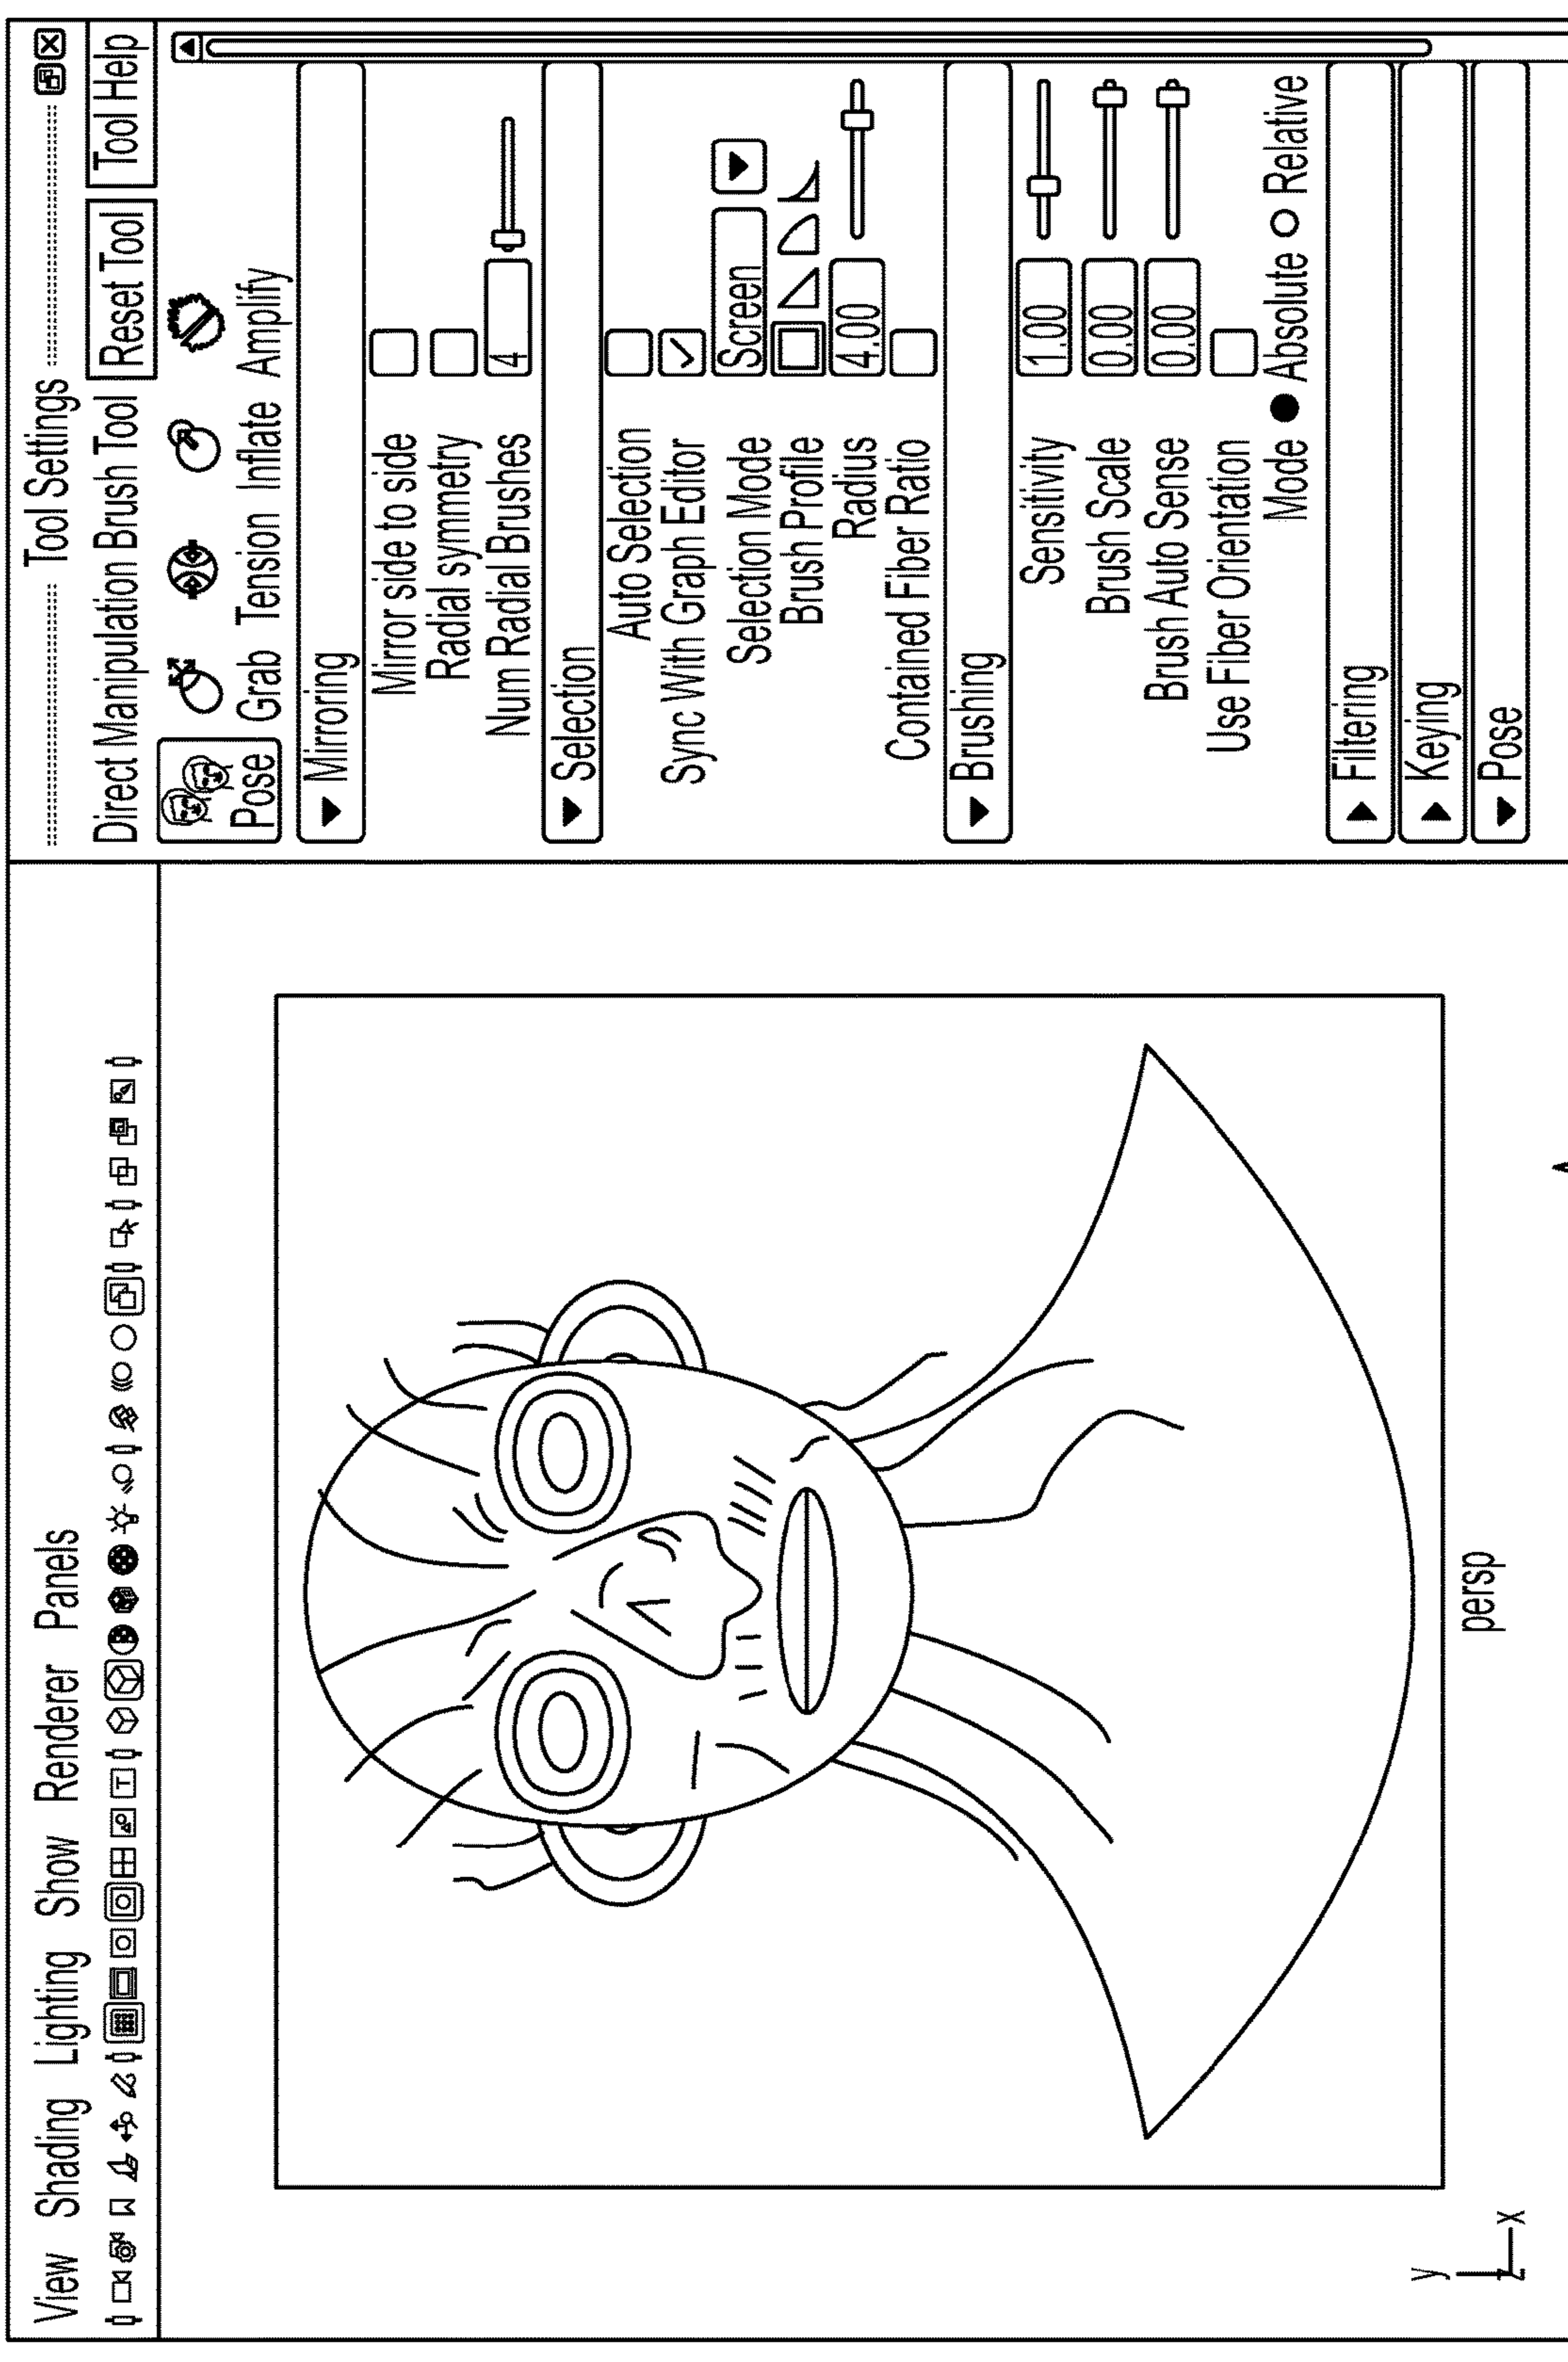 View Shading Lighting Show Renderer Panels
T
persp
y
z x
Tool Settings
Direct Manipulation Brush Tool Reset Tool Tool Help
Pose Grab Tension Inflate Amplify
Mirroring
Mirror side to side
Radial symmetry
Num Radial Brushes 4
Selection
Auto Selection
Sync With Graph Editor
Selection Mode Screen
Brush Profile
Radius 4.00
Contained Fiber Ratio
Brushing
Sensitivity 1.00
Brush Scale 0.00
Brush Auto Sense 0.00
Use Fiber Orientation
Mode Absolute Relative
Filtering
Keying
Pose